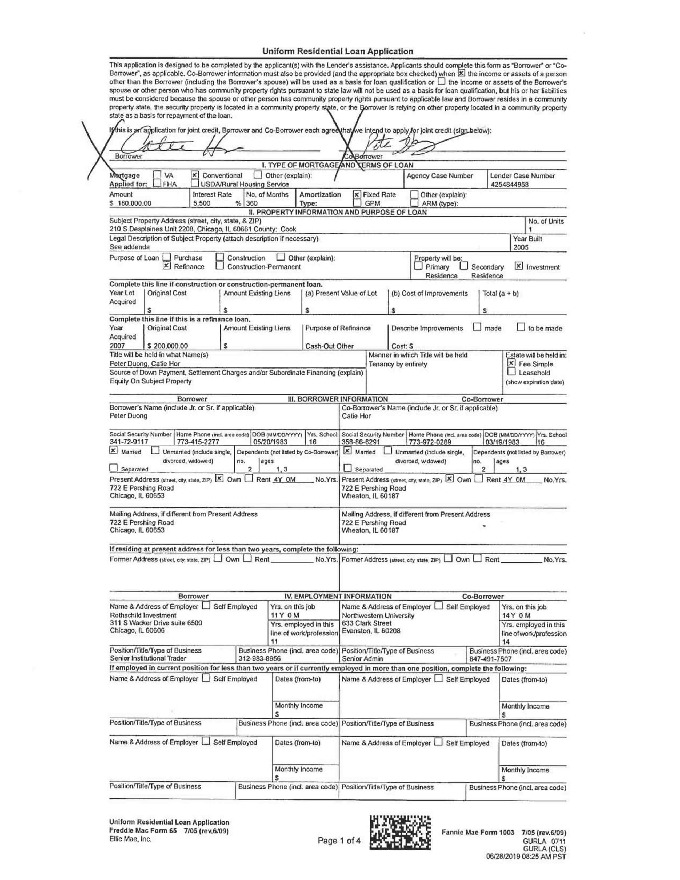 Uniform Residential Loan Application
This application is designed to be completed by the applicant(s) with the Lender's assistance. Applicants should complete this form as "Borrower" or "Co-
Borrower", as applicable. Co-Borrower information must also be provided (and the appropriate box checked) when ☒ the income or assets of a person
other than the Borrower (including the Borrower's spouse) will be used as a basis for loan qualification or ☐ the income or assets of the Borrower's
spouse or other person who has community property rights pursuant to state law will not be used as a basis for loan qualification, but his or her liabilities
must be considered because the spouse or other person has community property rights pursuant to applicable law and Borrower resides in a community
property state, the security property is located in a community property state, or the Borrower is relying on other property located in a community property
state as a basis for repayment of the loan.
If this is an application for joint credit, Borrower and Co-Borrower each agree that we intend to apply for joint credit (sign below):
Borrower Co-Borrower
I. TYPE OF MORTGAGE AND TERMS OF LOAN
Mortgage ☐ VA ☒ Conventional ☐ Other (explain): Agency Case Number Lender Case Number
Applied for: ☐ FHA ☐ USDA/Rural Housing Service 4254844953
Amount Interest Rate No. of Months Amortization ☒ Fixed Rate ☐ Other (explain):
$ 180,000.00 5.500 % 360 Type: ☐ GPM ☐ ARM (type):
II. PROPERTY INFORMATION AND PURPOSE OF LOAN
Subject Property Address (street, city, state, & ZIP) No. of Units
210 S Desplaines Unit 2208, Chicago, IL 60661 County: Cook 1
Legal Description of Subject Property (attach description if necessary) Year Built
See addenda 2005
Purpose of Loan ☐ Purchase ☐ Construction ☐ Other (explain): Property will be:
☒ Refinance ☐ Construction-Permanent ☐ Primary Residence ☐ Secondary Residence ☒ Investment
Complete this line if construction or construction-permanent loan.
Year Lot Acquired Original Cost Amount Existing Liens (a) Present Value of Lot (b) Cost of Improvements Total (a + b)
$ $ $ $ $
Complete this line if this is a refinance loan.
Year Acquired Original Cost Amount Existing Liens Purpose of Refinance Describe Improvements ☐ made ☐ to be made
2007 $ 200,000.00 $ Cash-Out Other Cost: $
Title will be held in what Name(s) Manner in which Title will be held Estate will be held in:
Peter Duong, Catie Hor Tenancy by entirety ☒ Fee Simple
Source of Down Payment, Settlement Charges and/or Subordinate Financing (explain) ☐ Leasehold
Equity On Subject Property (show expiration date)
Borrower III. BORROWER INFORMATION Co-Borrower
Borrower's Name (include Jr. or Sr. if applicable) Co-Borrower's Name (include Jr. or Sr. if applicable)
Peter Duong Catie Hor
Social Security Number Home Phone (incl. area code) DOB (MM/DD/YYYY) Yrs. School Social Security Number Home Phone (incl. area code) DOB (MM/DD/YYYY) Yrs. School
341-72-9117 773-415-2277 05/20/1983 16 358-66-5291 773-672-0289 03/19/1983 16
☒ Married ☐ Unmarried (include single, divorced, widowed) Dependents (not listed by Co-Borrower) ☒ Married ☐ Unmarried (include single, divorced, widowed) Dependents (not listed by Borrower)
☐ Separated no. 2 ages 1, 3 ☐ Separated no. 2 ages 1, 3
Present Address (street, city, state, ZIP) ☒ Own ☐ Rent 4Y 0M No.Yrs. Present Address (street, city, state, ZIP) ☒ Own ☐ Rent 4Y 0M No.Yrs.
722 E Pershing Road 722 E Pershing Road
Chicago, IL 60653 Wheaton, IL 60187
Mailing Address, if different from Present Address Mailing Address, if different from Present Address
722 E Pershing Road 722 E Pershing Road
Chicago, IL 60653 Wheaton, IL 60187
If residing at present address for less than two years, complete the following:
Former Address (street, city, state, ZIP) ☐ Own ☐ Rent No.Yrs. Former Address (street, city, state, ZIP) ☐ Own ☐ Rent No.Yrs.
Borrower IV. EMPLOYMENT INFORMATION Co-Borrower
Name & Address of Employer ☐ Self Employed Yrs. on this job Name & Address of Employer ☐ Self Employed Yrs. on this job
Rothschild Investment 11 Y 0 M Northwestern University 14Y 0 M
311 S Wacker Drive suite 6500 Yrs. employed in this 633 Clark Street Yrs. employed in this
Chicago, IL 60606 line of work/profession Evanston, IL 60208 line of work/profession
11 14
Position/Title/Type of Business Business Phone (incl. area code) Position/Title/Type of Business Business Phone (incl. area code)
Senior Institutional Trader 312-983-8956 Senior Admin 847-491-7507
If employed in current position for less than two years or if currently employed in more than one position, complete the following:
Name & Address of Employer ☐ Self Employed Dates (from-to) Name & Address of Employer ☐ Self Employed Dates (from-to)
Monthly Income Monthly Income
$ $
Position/Title/Type of Business Business Phone (incl. area code) Position/Title/Type of Business Business Phone (incl. area code)
Name & Address of Employer ☐ Self Employed Dates (from-to) Name & Address of Employer ☐ Self Employed Dates (from-to)
Monthly Income Monthly Income
$ $
Position/Title/Type of Business Business Phone (incl. area code) Position/Title/Type of Business Business Phone (incl. area code)
Uniform Residential Loan Application
Freddie Mac Form 65 7/05 (rev.6/09) Fannie Mae Form 1003 7/05 (rev.6/09)
Ellie Mae, Inc. Page 1 of 4 GURLA 0711
GURLA (CLS)
06/28/2019 08:25 AM PST